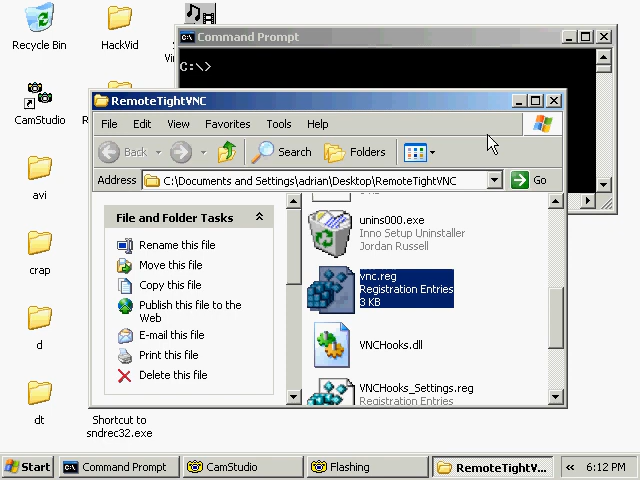 Recycle Bin
HackVid
CamStudio
avi
crap
d
dt
Shortcut to
sndrec32.exe
Command Prompt
C:\>
RemoteTightVNC
File Edit View Favorites Tools Help
Back Search Folders
Address C:\Documents and Settings\adrian\Desktop\RemoteTightVNC Go
File and Folder Tasks
Rename this file
Move this file
Copy this file
Publish this file to the
Web
E-mail this file
Print this file
Delete this file
unins000.exe
Inno Setup Uninstaller
Jordan Russell
vnc.reg
Registration Entries
3 KB
VNCHooks.dll
VNCHooks_Settings.reg
Registration Entries
Start Command Prompt CamStudio Flashing RemoteTightV... 6:12 PM